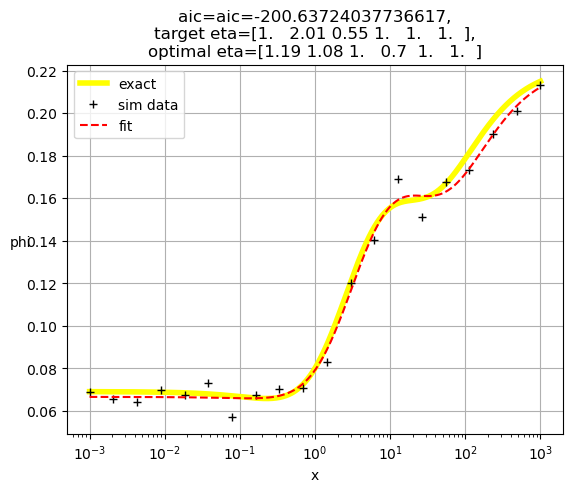 aic=aic=-200.63724037736617,
target eta=[1.   2.01 0.55 1.   1.   1.  ],
optimal eta=[1.19 1.08 1.   0.7  1.   1.  ]
exact
sim data
fit
0.22
0.20
0.18
0.16
0.14
phi
0.12
0.10
0.08
0.06
10⁻³ 10⁻² 10⁻¹ 10⁰ 10¹ 10² 10³
x